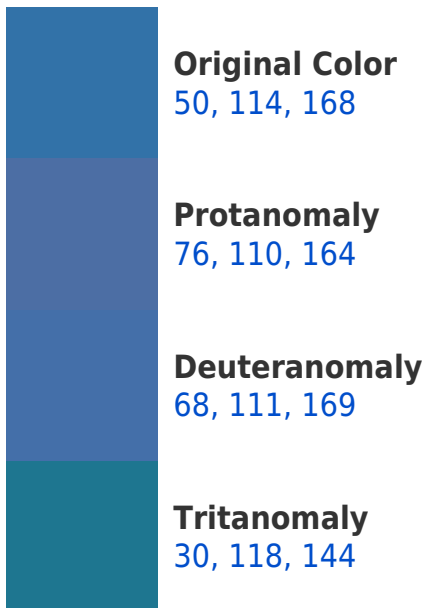 Original Color
50, 114, 168
Protanomaly
76, 110, 164
Deuteranomaly
68, 111, 169
Tritanomaly
30, 118, 144